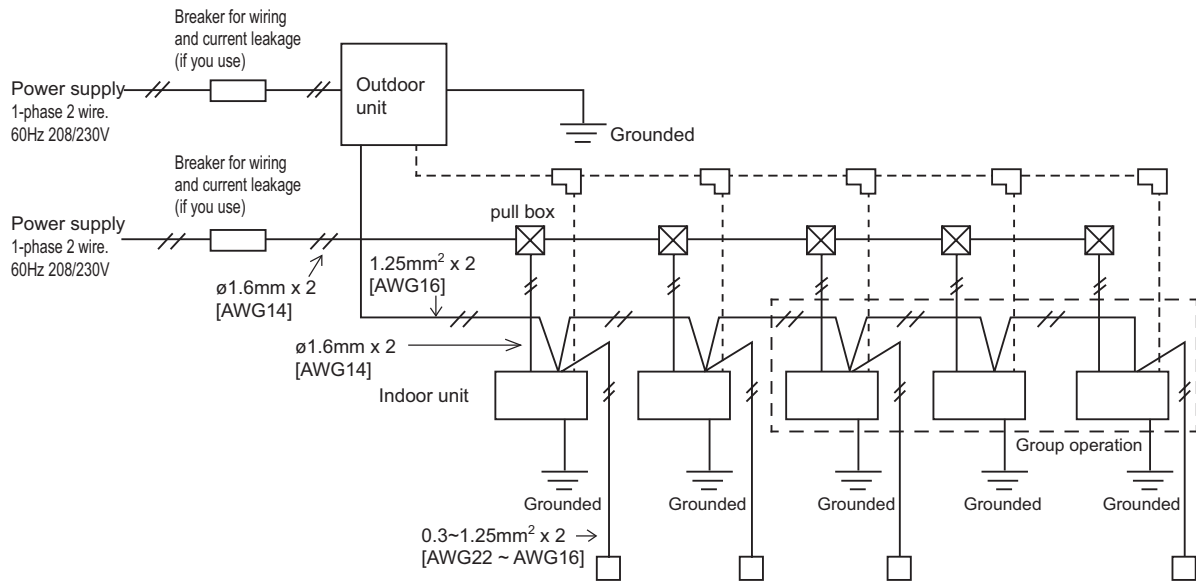 Breaker for wiring
and current leakage
(if you use)
Power supply
1-phase 2 wire.
60Hz 208/230V
Outdoor
unit
Grounded
Breaker for wiring
and current leakage
(if you use)
Power supply
1-phase 2 wire.
60Hz 208/230V
pull box
ø1.6mm x 2
[AWG14]
1.25mm² x 2
[AWG16]
ø1.6mm x 2
[AWG14]
Indoor unit
Group operation
Grounded
Grounded
Grounded
Grounded
Grounded
0.3~1.25mm² x 2
[AWG22 ~ AWG16]